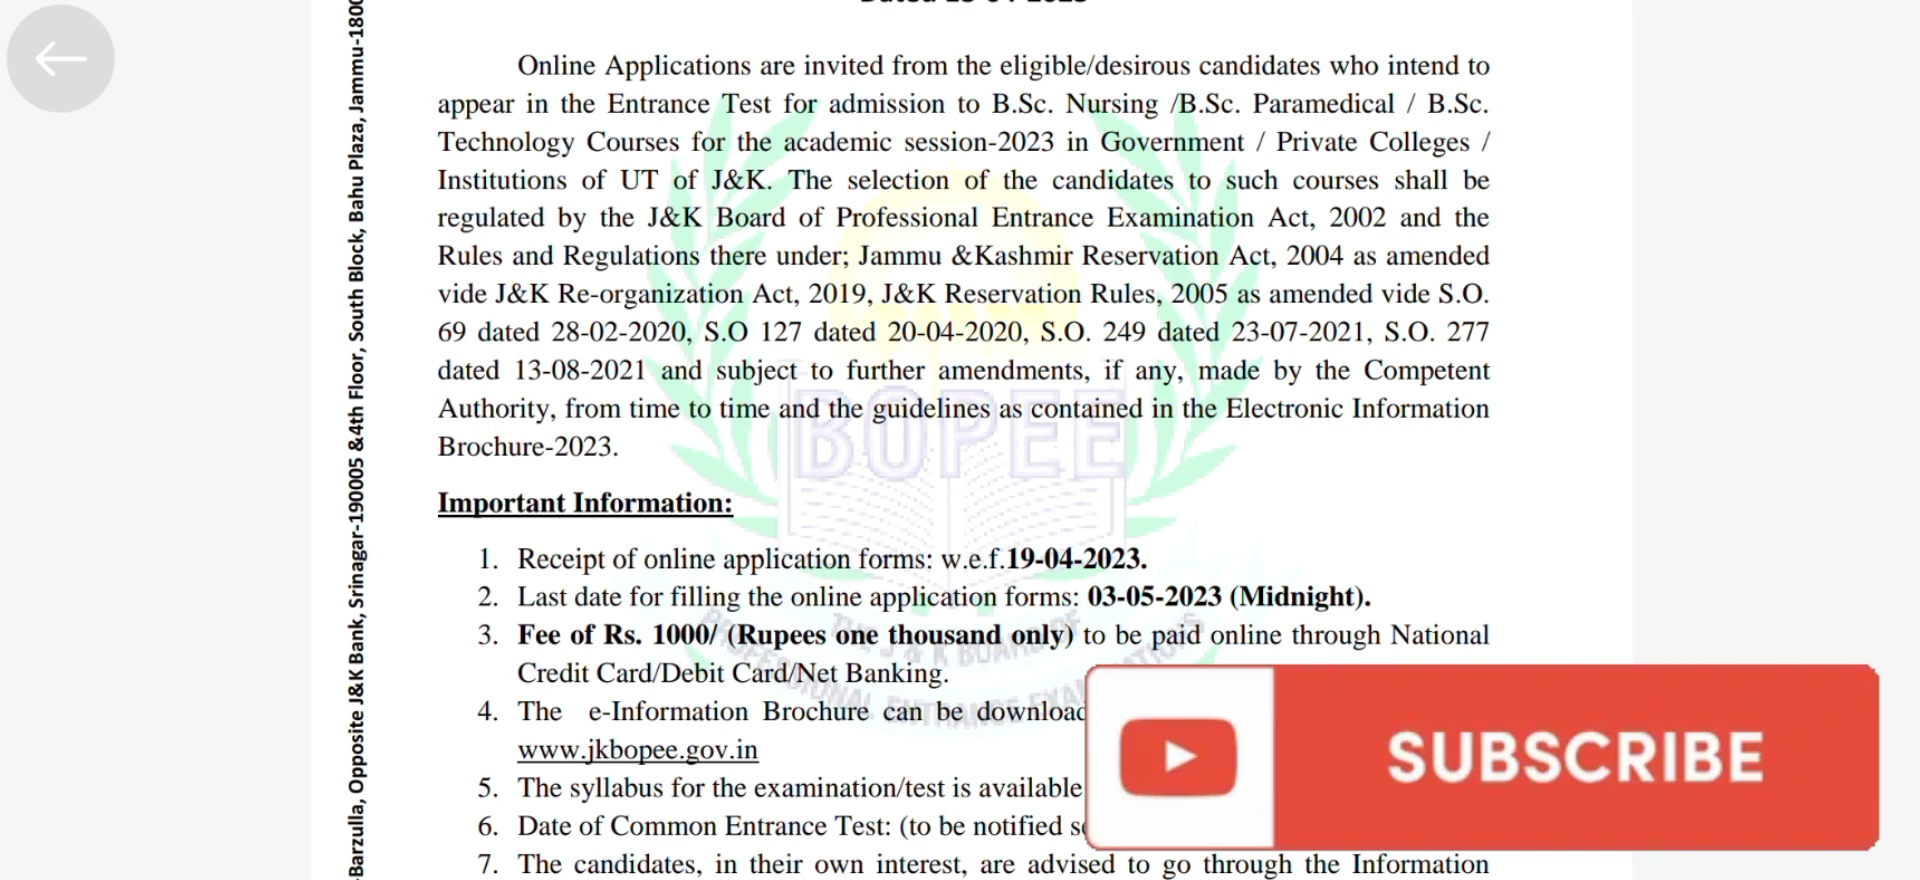 Online Applications are invited from the eligible/desirous candidates who intend to
appear in the Entrance Test for admission to B.Sc. Nursing /B.Sc. Paramedical / B.Sc.
Technology Courses for the academic session-2023 in Government / Private Colleges /
Institutions of UT of J&K. The selection of the candidates to such courses shall be
regulated by the J&K Board of Professional Entrance Examination Act, 2002 and the
Rules and Regulations there under; Jammu &Kashmir Reservation Act, 2004 as amended
vide J&K Re-organization Act, 2019, J&K Reservation Rules, 2005 as amended vide S.O.
69 dated 28-02-2020, S.O 127 dated 20-04-2020, S.O. 249 dated 23-07-2021, S.O. 277
dated 13-08-2021 and subject to further amendments, if any, made by the Competent
Authority, from time to time and the guidelines as contained in the Electronic Information
Brochure-2023.
Important Information:
1. Receipt of online application forms: w.e.f.19-04-2023.
2. Last date for filling the online application forms: 03-05-2023 (Midnight).
3. Fee of Rs. 1000/ (Rupees one thousand only) to be paid online through National
Credit Card/Debit Card/Net Banking.
4. The e-Information Brochure can be
www.jkbopee.gov.in
5. The syllabus for the examination/test is available
6. Date of Common Entrance Test: (to be notified
7. The candidates, in their own interest, are advised to go through the Information
Barzulla, Opposite J&K Bank, Srinagar-190005 &4th Floor, South Block, Bahu Plaza, Jammu-1800
BOPEE
THE J & K BOARD OF
PROFESSIONAL ENTRANCE
SUBSCRIBE